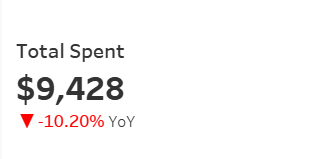 Total Spent
$9,428
▼ -10.20% YoY